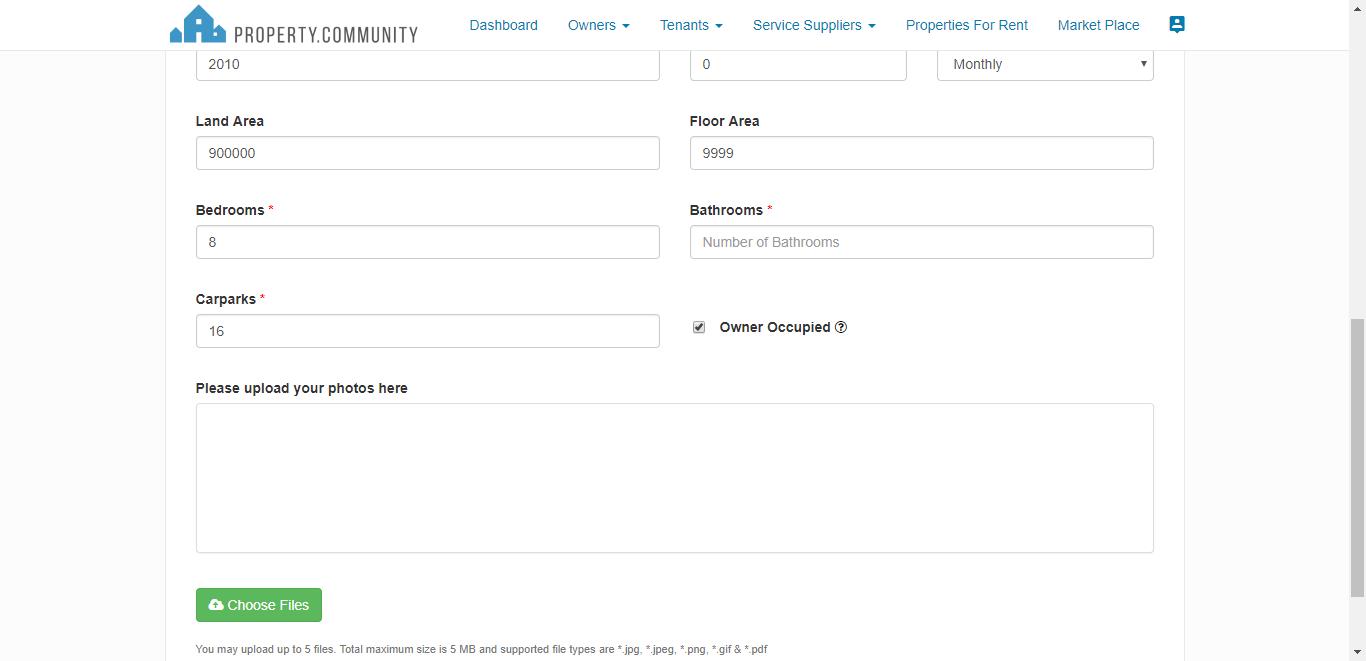 PROPERTY.COMMUNITY Dashboard Owners Tenants Service Suppliers Properties For Rent Market Place
2010 0 Monthly
Land Area Floor Area
900000 9999
Bedrooms * Bathrooms *
8 Number of Bathrooms
Carparks *
16 Owner Occupied ?
Please upload your photos here
Choose Files
You may upload up to 5 files. Total maximum size is 5 MB and supported file types are *.jpg, *.jpeg, *.png, *.gif & *.pdf